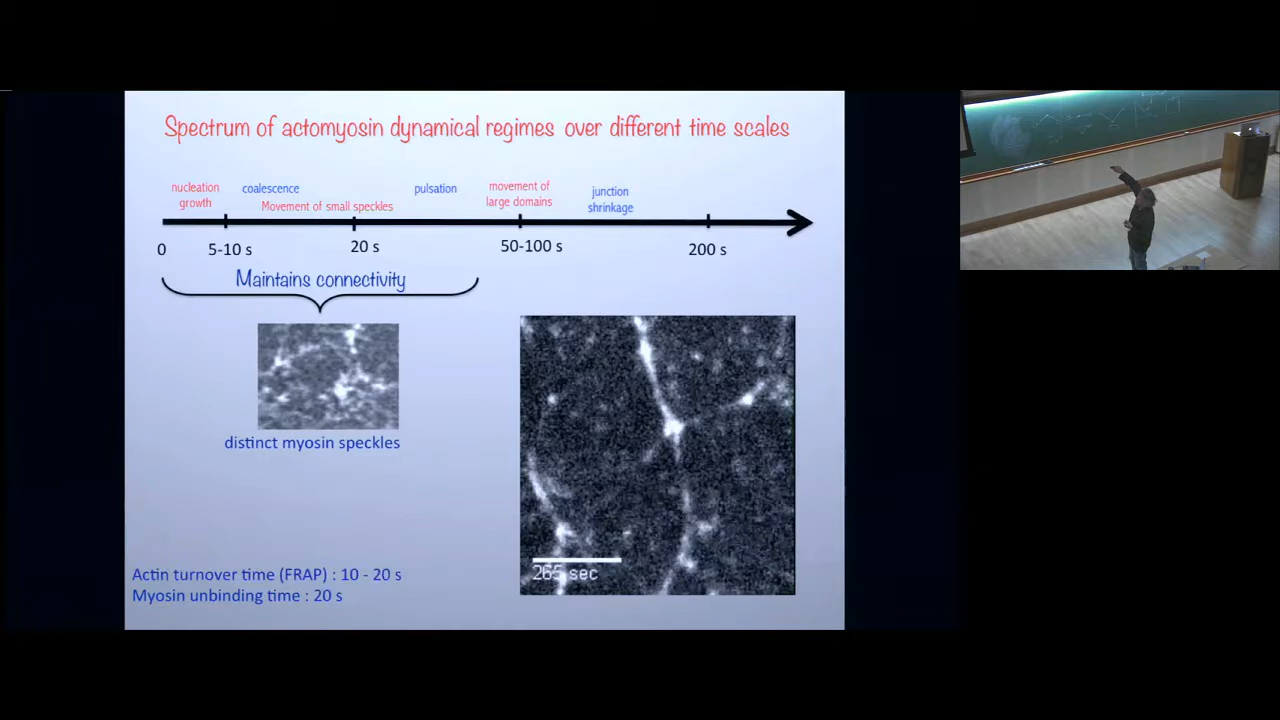 Spectrum of actomyosin dynamical regimes over different time scales
nucleation
growth
coalescence
Movement of small speckles
pulsation
movement of
large domains
junction
shrinkage
0
5-10 s
20 s
50-100 s
200 s
Maintains connectivity
distinct myosin speckles
265 sec
Actin turnover time (FRAP) : 10 - 20 s
Myosin unbinding time : 20 s